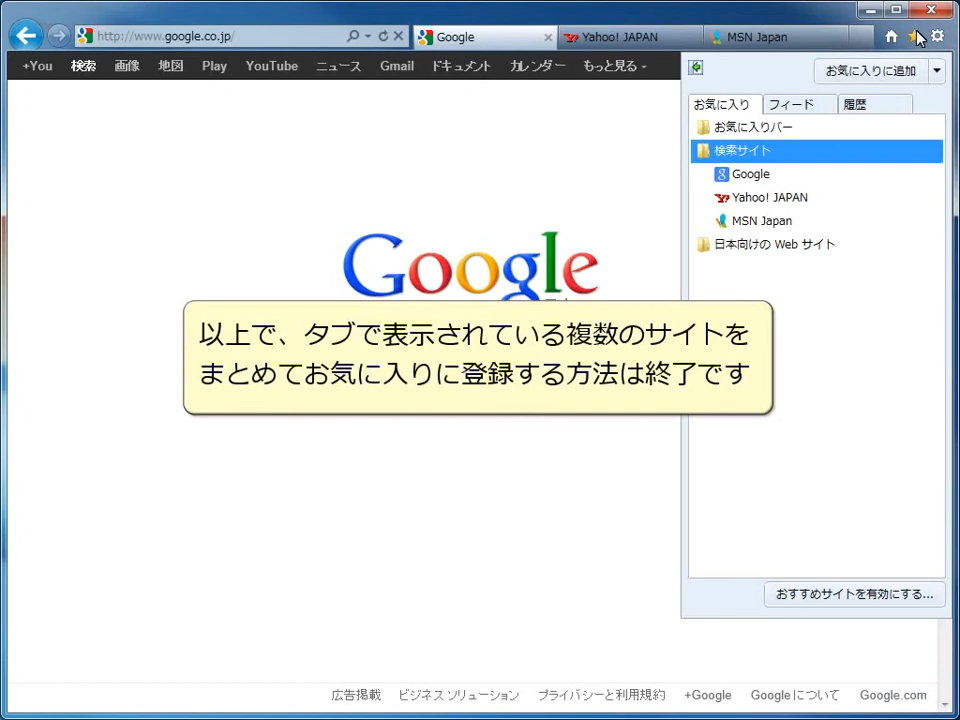 http://www.google.co.jp/
Google
Yahoo! JAPAN
MSN Japan
+You 検索 画像 地図 Play YouTube ニュース Gmail ドキュメント カレンダー もっと見る
お気に入りに追加
お気に入り フィード 履歴
お気に入りバー
検索サイト
Google
Yahoo! JAPAN
MSN Japan
日本向けの Web サイト
Google
以上で、タブで表示されている複数のサイトを
まとめてお気に入りに登録する方法は終了です
おすすめサイトを有効にする...
広告掲載 ビジネス ソリューション プライバシーと利用規約 +Google Google について Google.com